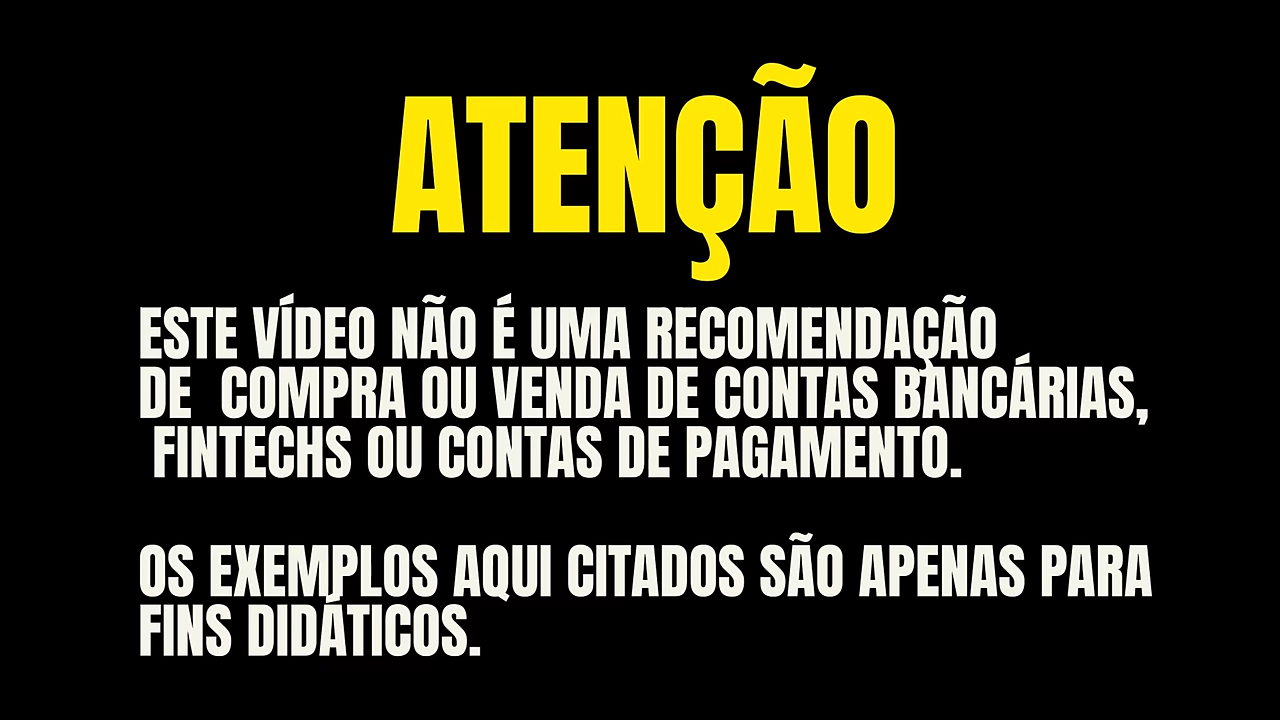 ATENÇÃO
ESTE VÍDEO NÃO É UMA RECOMENDAÇÃO
DE COMPRA OU VENDA DE CONTAS BANCÁRIAS,
FINTECHS OU CONTAS DE PAGAMENTO.
OS EXEMPLOS AQUI CITADOS SÃO APENAS PARA
FINS DIDÁTICOS.